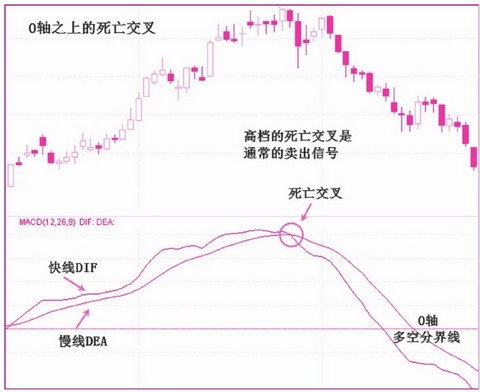 0轴之上的死亡交叉
高档的死亡交叉是
通常的卖出信号
死亡交叉
MACD(12,26,9) DIF: DEA:
快线DIF
慢线DEA
0轴
多空分界线